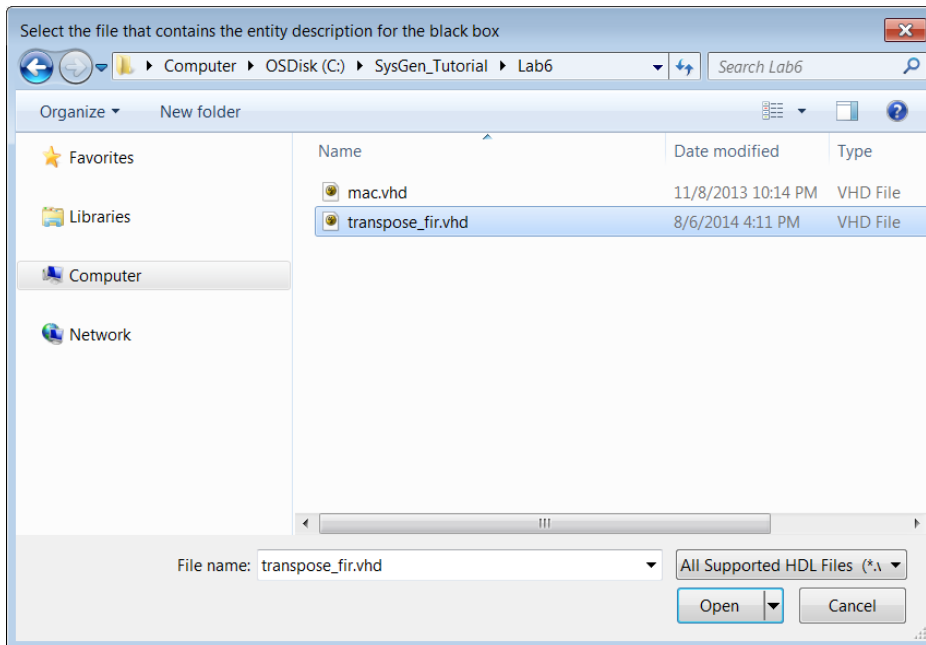 Select the file that contains the entity description for the black box
Computer OSDisk (C:) SysGen_Tutorial Lab6 Search Lab6
Organize New folder
Favorites
Libraries
Computer
Network
Name Date modified Type
mac.vhd 11/8/2013 10:14 PM VHD File
transpose_fir.vhd 8/6/2014 4:11 PM VHD File
File name: transpose_fir.vhd All Supported HDL Files (*.v
Open Cancel